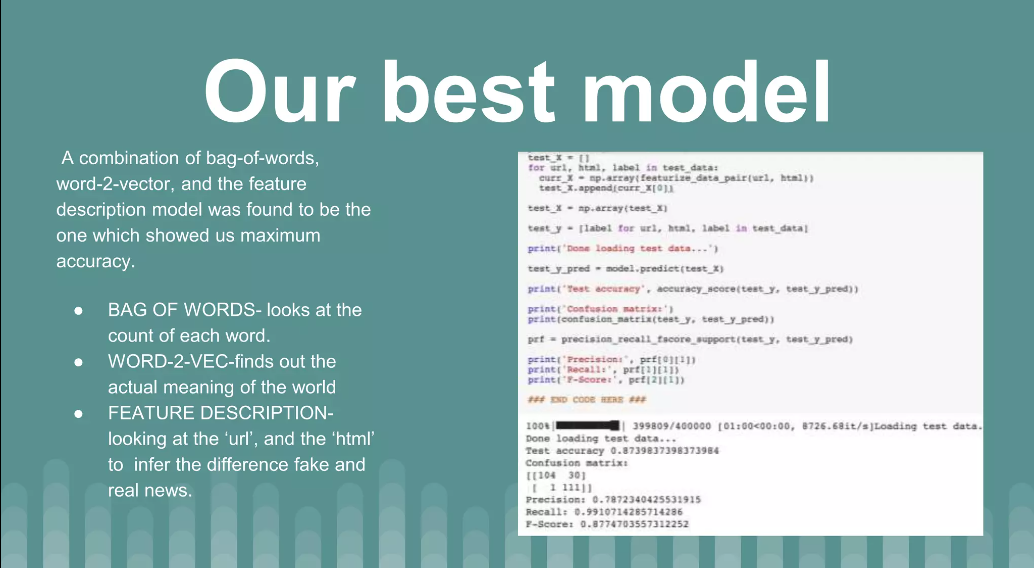 Our best model
A combination of bag-of-words,
word-2-vector, and the feature
description model was found to be the
one which showed us maximum
accuracy.
● BAG OF WORDS- looks at the
count of each word.
● WORD-2-VEC-finds out the
actual meaning of the world
● FEATURE DESCRIPTION-
looking at the ‘url’, and the ‘html’
to infer the difference fake and
real news.
test_X = []
for url, html, label in test_data:
curr_X = np.array(featurize_data_pair(url, html))
test_X.append(curr_X[0])
test_X = np.array(test_X)
test_y = [label for url, html, label in test_data]
print('Done loading test data...')
test_y_pred = model.predict(test_X)
print('Test accuracy', accuracy_score(test_y, test_y_pred))
print('Confusion matrix:')
print(confusion_matrix(test_y, test_y_pred))
prf = precision_recall_fscore_support(test_y, test_y_pred)
print('Precision:', prf[0][1])
print('Recall:', prf[1][1])
print('F-Score:', prf[2][1])
### END CODE HERE ###
100%| | 399809/400000 [01:00<00:00, 8726.68it/s]Loading test data.
Done loading test data...
Test accuracy 0.8739837398373984
Confusion matrix:
[[104 30]
[ 1 111]]
Precision: 0.7872340425531915
Recall: 0.9910714285714286
F-Score: 0.8774703557312252